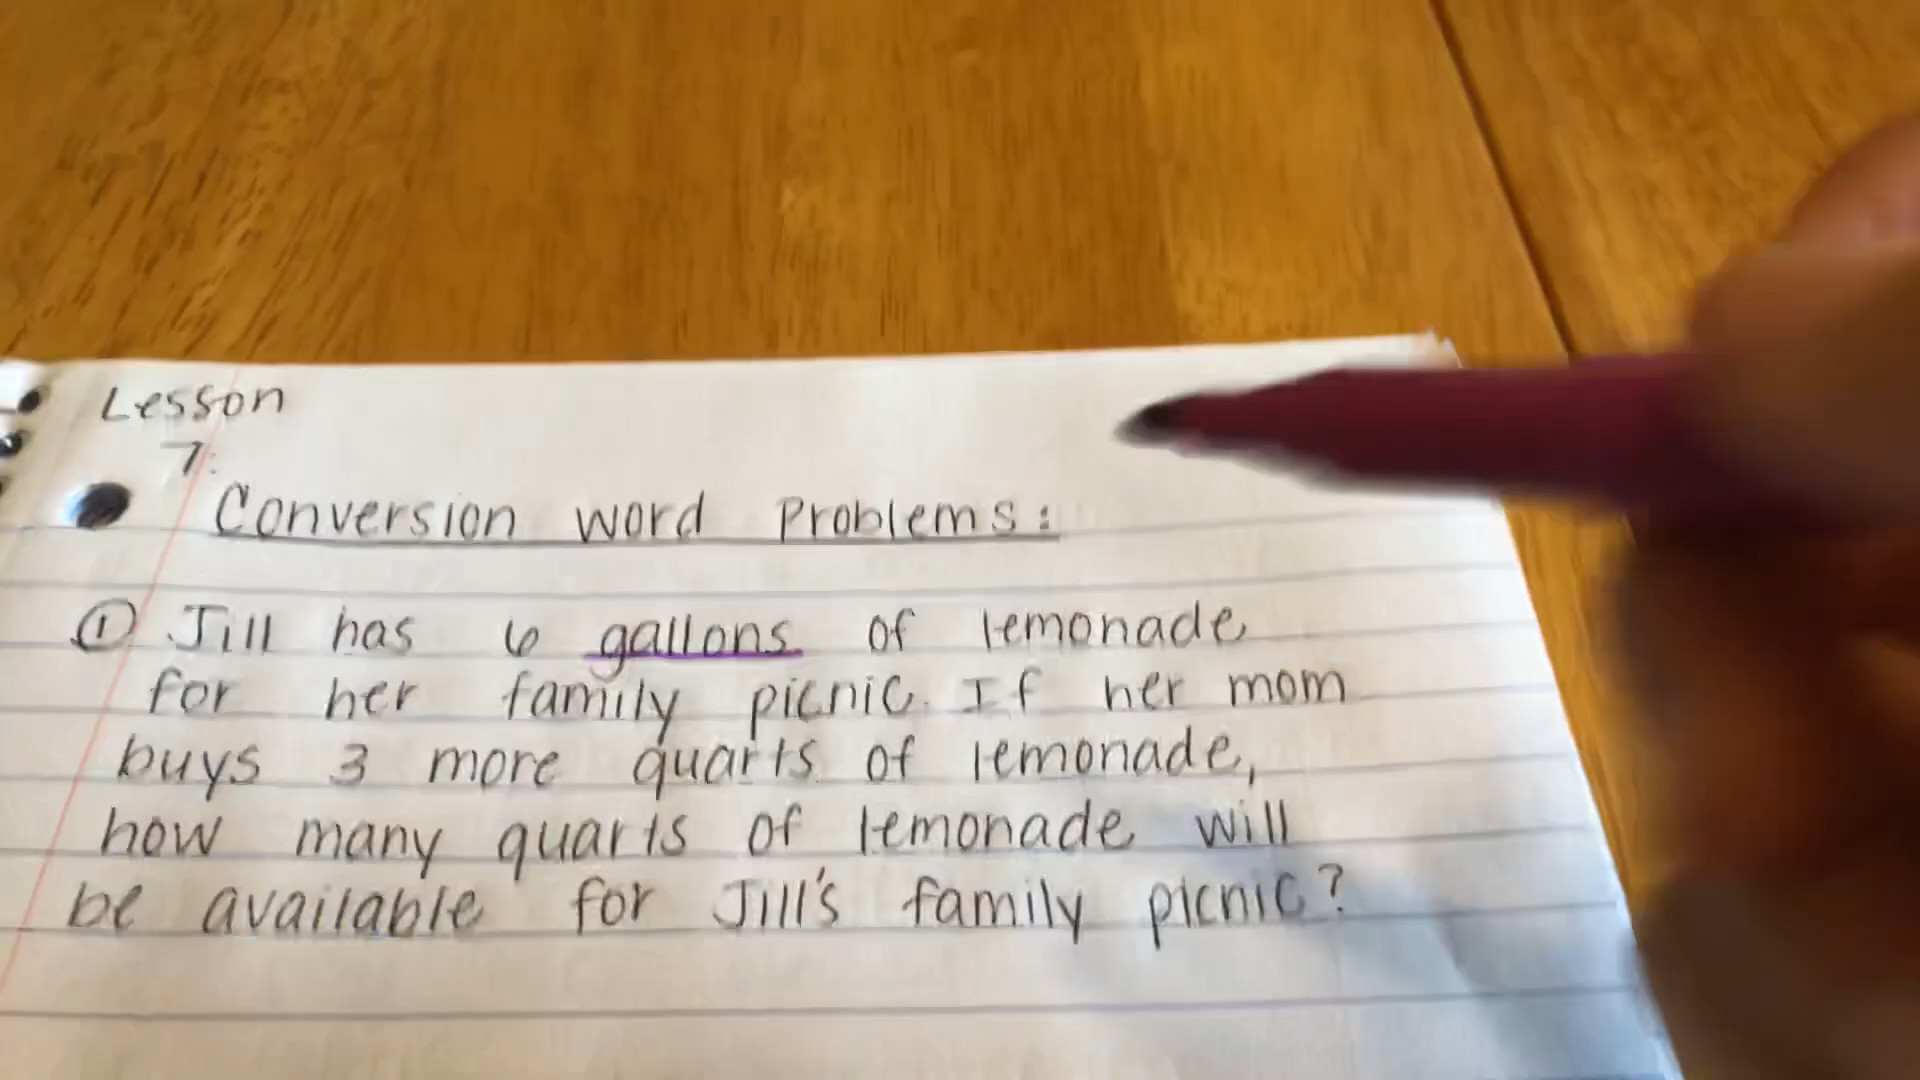 Lesson
7:
Conversion word Problems:
① Jill has 6 gallons of lemonade
for her family picnic. If her mom
buys 3 more quarts of lemonade,
how many quarts of lemonade will
be available for Jill's family picnic?